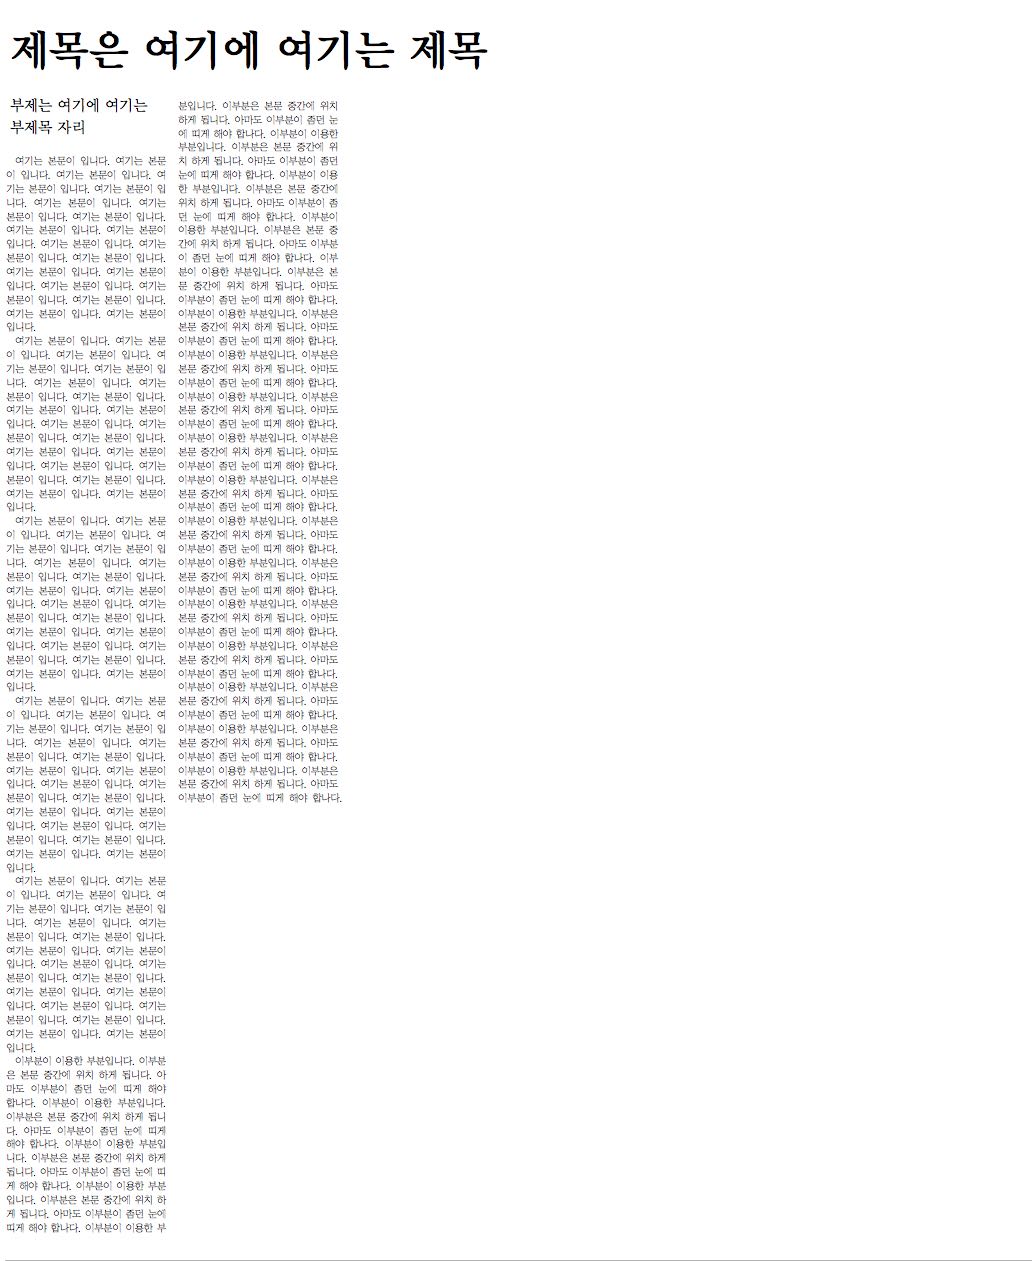 제목은 여기에 여기는 제목
부제는 여기에 여기는
부제목 자리
여기는 본문이 입니다. 여기는 본문
이 입니다. 여기는 본문이 입니다. 여
기는 본문이 입니다. 여기는 본문이 입
니다. 여기는 본문이 입니다. 여기는
본문이 입니다. 여기는 본문이 입니다.
여기는 본문이 입니다. 여기는 본문이
입니다. 여기는 본문이 입니다. 여기는
본문이 입니다. 여기는 본문이 입니다.
여기는 본문이 입니다. 여기는 본문이
입니다. 여기는 본문이 입니다. 여기는
본문이 입니다. 여기는 본문이 입니다.
여기는 본문이 입니다. 여기는 본문이
입니다.
여기는 본문이 입니다. 여기는 본문
이 입니다. 여기는 본문이 입니다. 여
기는 본문이 입니다. 여기는 본문이 입
니다. 여기는 본문이 입니다. 여기는
본문이 입니다. 여기는 본문이 입니다.
여기는 본문이 입니다. 여기는 본문이
입니다. 여기는 본문이 입니다. 여기는
본문이 입니다. 여기는 본문이 입니다.
여기는 본문이 입니다. 여기는 본문이
입니다. 여기는 본문이 입니다. 여기는
본문이 입니다. 여기는 본문이 입니다.
여기는 본문이 입니다. 여기는 본문이
입니다.
여기는 본문이 입니다. 여기는 본문
이 입니다. 여기는 본문이 입니다. 여
기는 본문이 입니다. 여기는 본문이 입
니다. 여기는 본문이 입니다. 여기는
본문이 입니다. 여기는 본문이 입니다.
여기는 본문이 입니다. 여기는 본문이
입니다. 여기는 본문이 입니다. 여기는
본문이 입니다. 여기는 본문이 입니다.
여기는 본문이 입니다. 여기는 본문이
입니다. 여기는 본문이 입니다. 여기는
본문이 입니다. 여기는 본문이 입니다.
여기는 본문이 입니다. 여기는 본문이
입니다.
여기는 본문이 입니다. 여기는 본문
이 입니다. 여기는 본문이 입니다. 여
기는 본문이 입니다. 여기는 본문이 입
니다. 여기는 본문이 입니다. 여기는
본문이 입니다. 여기는 본문이 입니다.
여기는 본문이 입니다. 여기는 본문이
입니다. 여기는 본문이 입니다. 여기는
본문이 입니다. 여기는 본문이 입니다.
여기는 본문이 입니다. 여기는 본문이
입니다. 여기는 본문이 입니다. 여기는
본문이 입니다. 여기는 본문이 입니다.
여기는 본문이 입니다. 여기는 본문이
입니다.
여기는 본문이 입니다. 여기는 본문
이 입니다. 여기는 본문이 입니다. 여
기는 본문이 입니다. 여기는 본문이 입
니다. 여기는 본문이 입니다. 여기는
본문이 입니다. 여기는 본문이 입니다.
여기는 본문이 입니다. 여기는 본문이
입니다. 여기는 본문이 입니다. 여기는
본문이 입니다. 여기는 본문이 입니다.
여기는 본문이 입니다. 여기는 본문이
입니다. 여기는 본문이 입니다. 여기는
본문이 입니다. 여기는 본문이 입니다.
여기는 본문이 입니다. 여기는 본문이
입니다.
이부분이 이용한 부분입니다. 이부분
은 본문 중간에 위치 하게 됩니다. 아
마도 이부분이 좀던 눈에 띠게 해야
합나다. 이부분이 이용한 부분입니다.
이부분은 본문 중간에 위치 하게 됩니
다. 아마도 이부분이 좀던 눈에 띠게
해야 합나다. 이부분이 이용한 부분입
니다. 이부분은 본문 중간에 위치 하게
됩니다. 아마도 이부분이 좀던 눈에 띠
게 해야 합나다. 이부분이 이용한 부분
입니다. 이부분은 본문 중간에 위치 하
게 됩니다. 아마도 이부분이 좀던 눈에
띠게 해야 합나다. 이부분이 이용한 부
분입니다. 이부분은 본문 중간에 위치
하게 됩니다. 아마도 이부분이 좀던 눈
에 띠게 해야 합나다. 이부분이 이용한
부분입니다. 이부분은 본문 중간에 위
치 하게 됩니다. 아마도 이부분이 좀던
눈에 띠게 해야 합나다. 이부분이 이용
한 부분입니다. 이부분은 본문 중간에
위치 하게 됩니다. 아마도 이부분이 좀
던 눈에 띠게 해야 합나다. 이부분이
이용한 부분입니다. 이부분은 본문 중
간에 위치 하게 됩니다. 아마도 이부분
이 좀던 눈에 띠게 해야 합나다. 이부
분이 이용한 부분입니다. 이부분은 본
문 중간에 위치 하게 됩니다. 아마도
이부분이 좀던 눈에 띠게 해야 합나다.
이부분이 이용한 부분입니다. 이부분은
본문 중간에 위치 하게 됩니다. 아마도
이부분이 좀던 눈에 띠게 해야 합나다.
이부분이 이용한 부분입니다. 이부분은
본문 중간에 위치 하게 됩니다. 아마도
이부분이 좀던 눈에 띠게 해야 합나다.
이부분이 이용한 부분입니다. 이부분은
본문 중간에 위치 하게 됩니다. 아마도
이부분이 좀던 눈에 띠게 해야 합나다.
이부분이 이용한 부분입니다. 이부분은
본문 중간에 위치 하게 됩니다. 아마도
이부분이 좀던 눈에 띠게 해야 합나다.
이부분이 이용한 부분입니다. 이부분은
본문 중간에 위치 하게 됩니다. 아마도
이부분이 좀던 눈에 띠게 해야 합나다.
이부분이 이용한 부분입니다. 이부분은
본문 중간에 위치 하게 됩니다. 아마도
이부분이 좀던 눈에 띠게 해야 합나다.
이부분이 이용한 부분입니다. 이부분은
본문 중간에 위치 하게 됩니다. 아마도
이부분이 좀던 눈에 띠게 해야 합나다.
이부분이 이용한 부분입니다. 이부분은
본문 중간에 위치 하게 됩니다. 아마도
이부분이 좀던 눈에 띠게 해야 합나다.
이부분이 이용한 부분입니다. 이부분은
본문 중간에 위치 하게 됩니다. 아마도
이부분이 좀던 눈에 띠게 해야 합나다.
이부분이 이용한 부분입니다. 이부분은
본문 중간에 위치 하게 됩니다. 아마도
이부분이 좀던 눈에 띠게 해야 합나다.
이부분이 이용한 부분입니다. 이부분은
본문 중간에 위치 하게 됩니다. 아마도
이부분이 좀던 눈에 띠게 해야 합나다.
이부분이 이용한 부분입니다. 이부분은
본문 중간에 위치 하게 됩니다. 아마도
이부분이 좀던 눈에 띠게 해야 합나다.